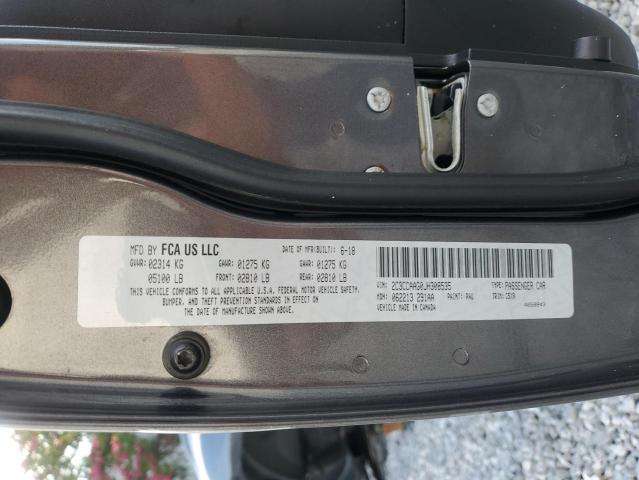 MFD BY FCA US LLC DATE OF MFR(BUILT): 6-18
GVWR: 02314 KG GAWR: 01275 KG GAWR: 01275 KG
05100 LB FRONT: 02810 LB REAR: 02810 LB
THIS VEHICLE CONFORMS TO ALL APPLICABLE U.S.A. FEDERAL MOTOR VEHICLE SAFETY,
BUMPER, AND THEFT PREVENTION STANDARDS IN EFFECT ON
THE DATE OF MANUFACTURE SHOWN ABOVE.
VIN: 2C3CCAAG0JH308535 TYPE: PASSENGER CAR
MDH: 062213 291AA PAINT: PAU TRIM: C5X9
VEHICLE MADE IN CANADA